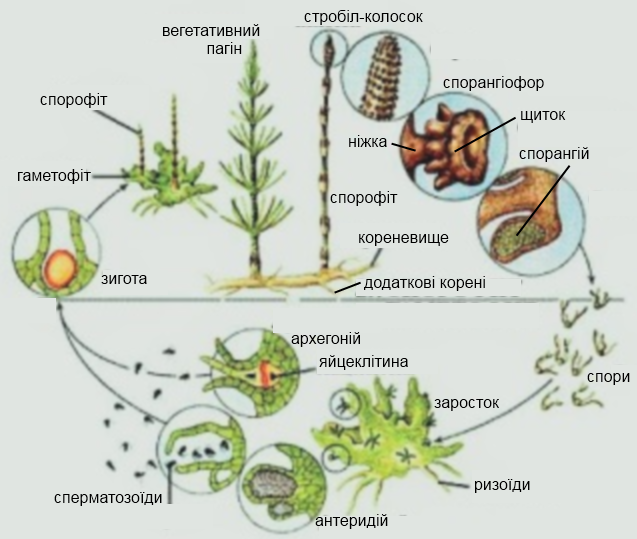 стробіл-колосок
вегетативний
пагін
спорангіофор
спорофіт
щиток
ніжка
спорангій
гаметофіт
спорофіт
кореневище
зигота
додаткові корені
архегоній
яйцеклітина
спори
заросток
ризоїди
сперматозоїди
антеридій